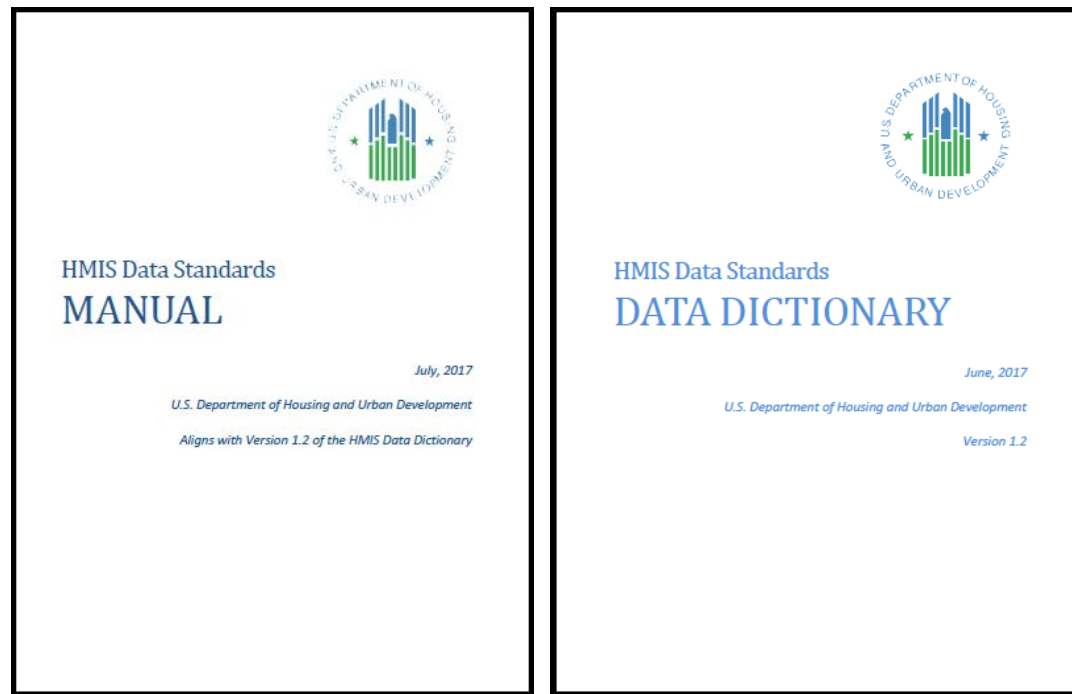 U.S. DEPARTMENT OF HOUSING AND URBAN DEVELOPMENT
HMIS Data Standards
MANUAL
July, 2017
U.S. Department of Housing and Urban Development
Aligns with Version 1.2 of the HMIS Data Dictionary
U.S. DEPARTMENT OF HOUSING AND URBAN DEVELOPMENT
HMIS Data Standards
DATA DICTIONARY
June, 2017
U.S. Department of Housing and Urban Development
Version 1.2